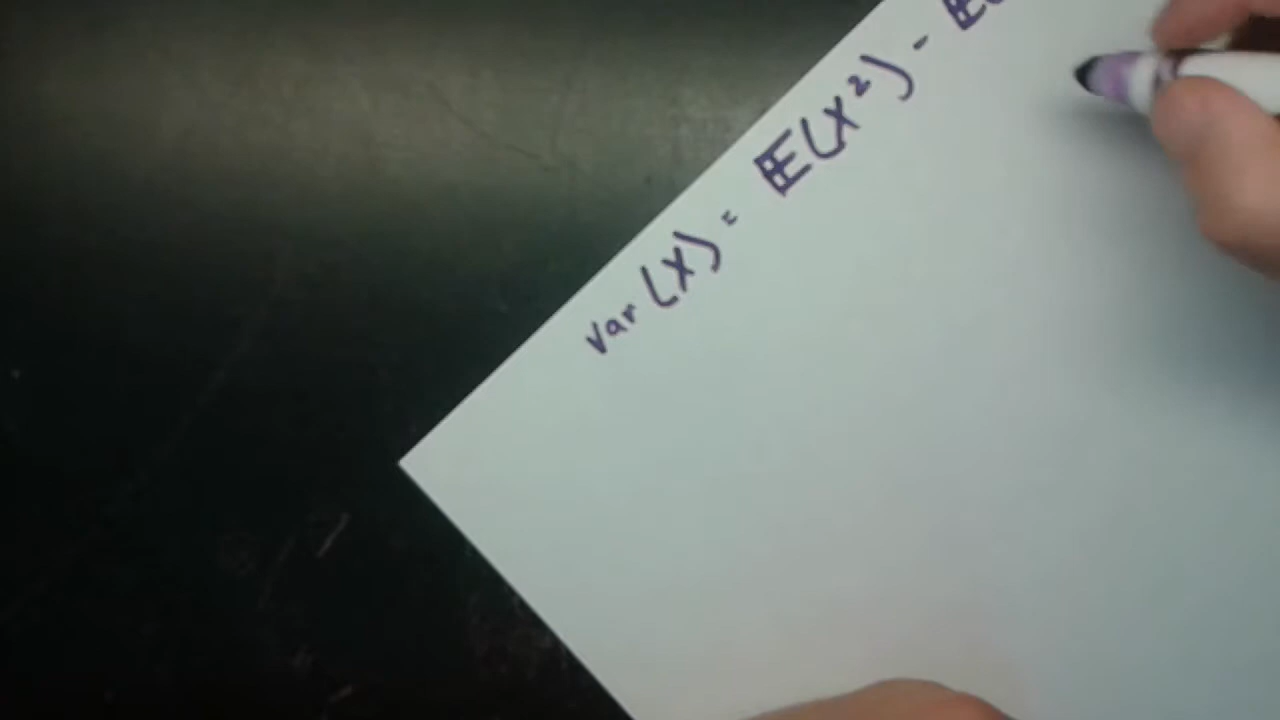 Var (X) = 𝔼(X²) - 𝔼(